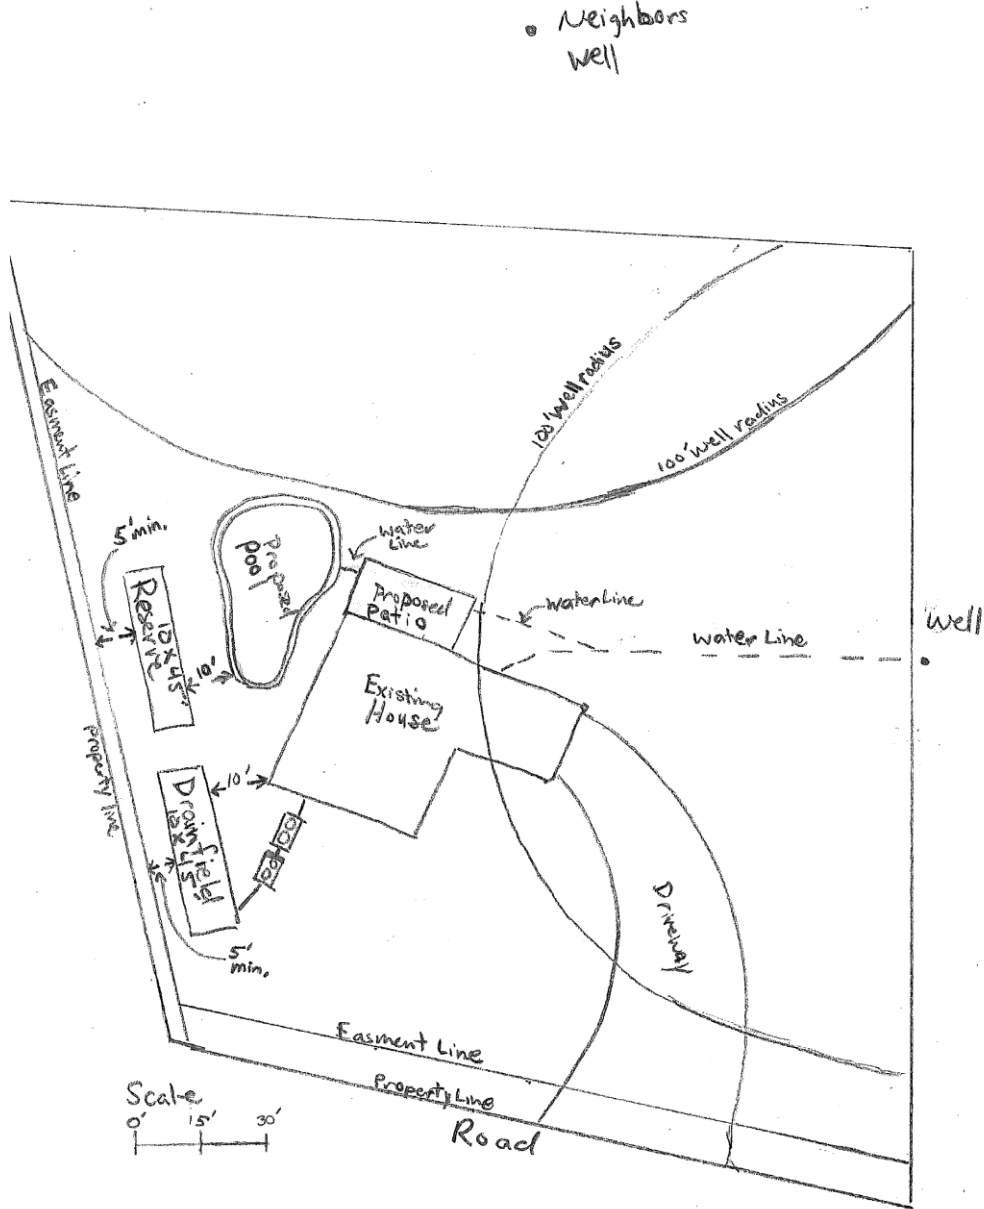 Neighbors
Well
100' Well radius
100' Well radius
Easment Line
5' min.
Water
Line
Proposed
Pool
Reserve
10 x 45'
10'
Proposed
Patio
Water Line
Water Line
Well
Existing
House
Property line
10'
Drainfield
10 x 45'
5'
min.
Driveway
Easment Line
Property Line
Road
Scale
0' 15' 30'